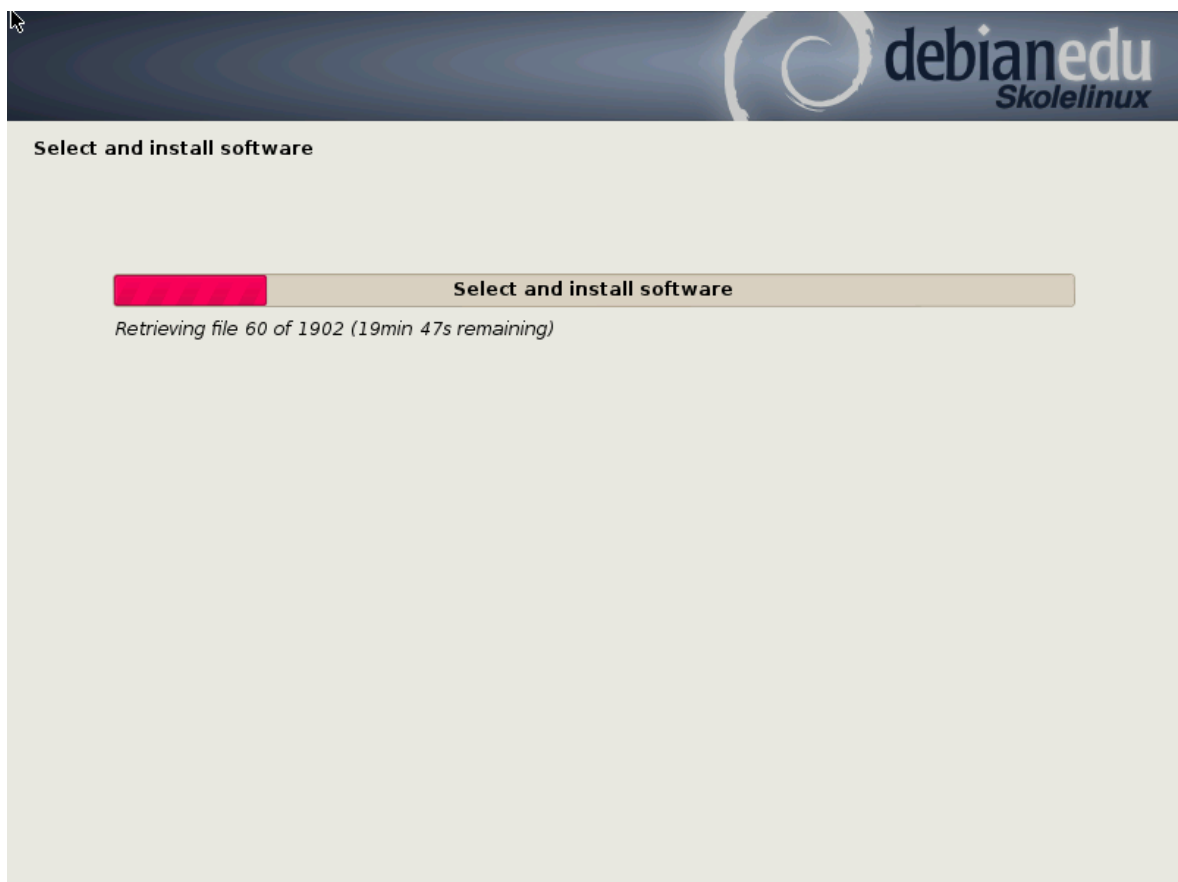 debianedu
Skolelinux
Select and install software
Select and install software
Retrieving file 60 of 1902 (19min 47s remaining)